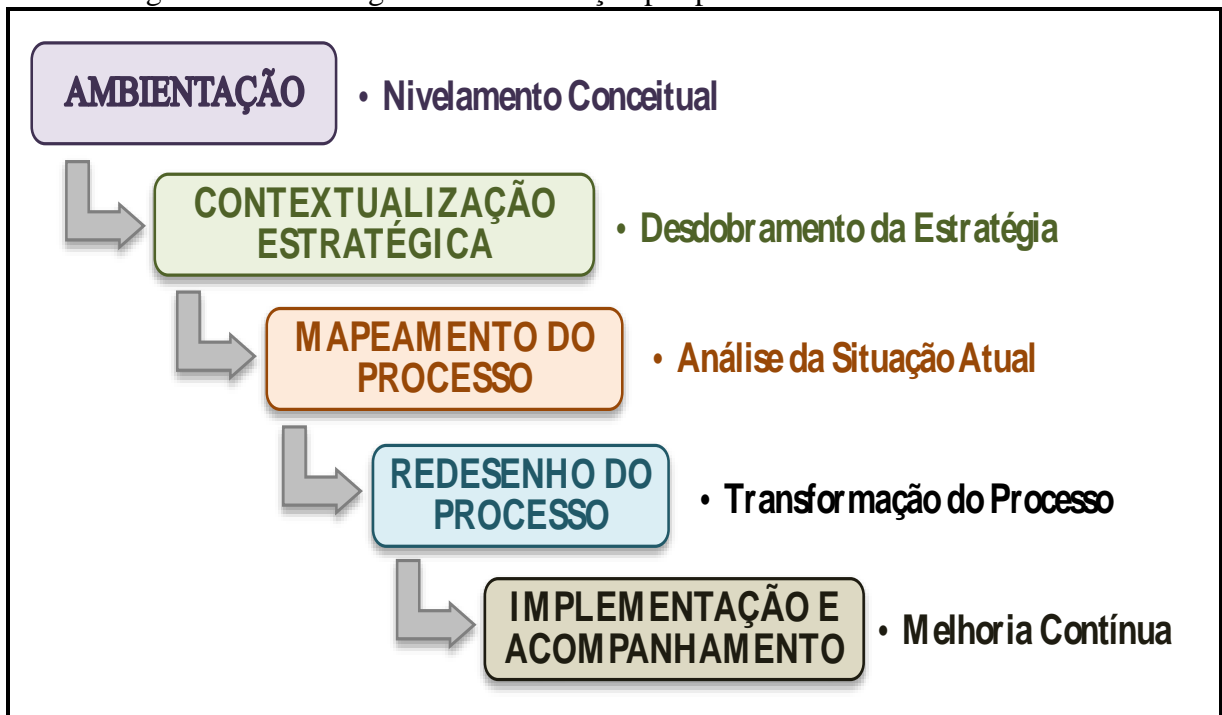 AMBIENTAÇÃO
• Nivelamento Conceitual
CONTEXTUALIZAÇÃO
ESTRATÉGICA
• Desdobramento da Estratégia
MAPEAMENTO DO
PROCESSO
• Análise da Situação Atual
REDESENHO DO
PROCESSO
• Transformação do Processo
IMPLEMENTAÇÃO E
ACOMPANHAMENTO
• Melhoria Contínua